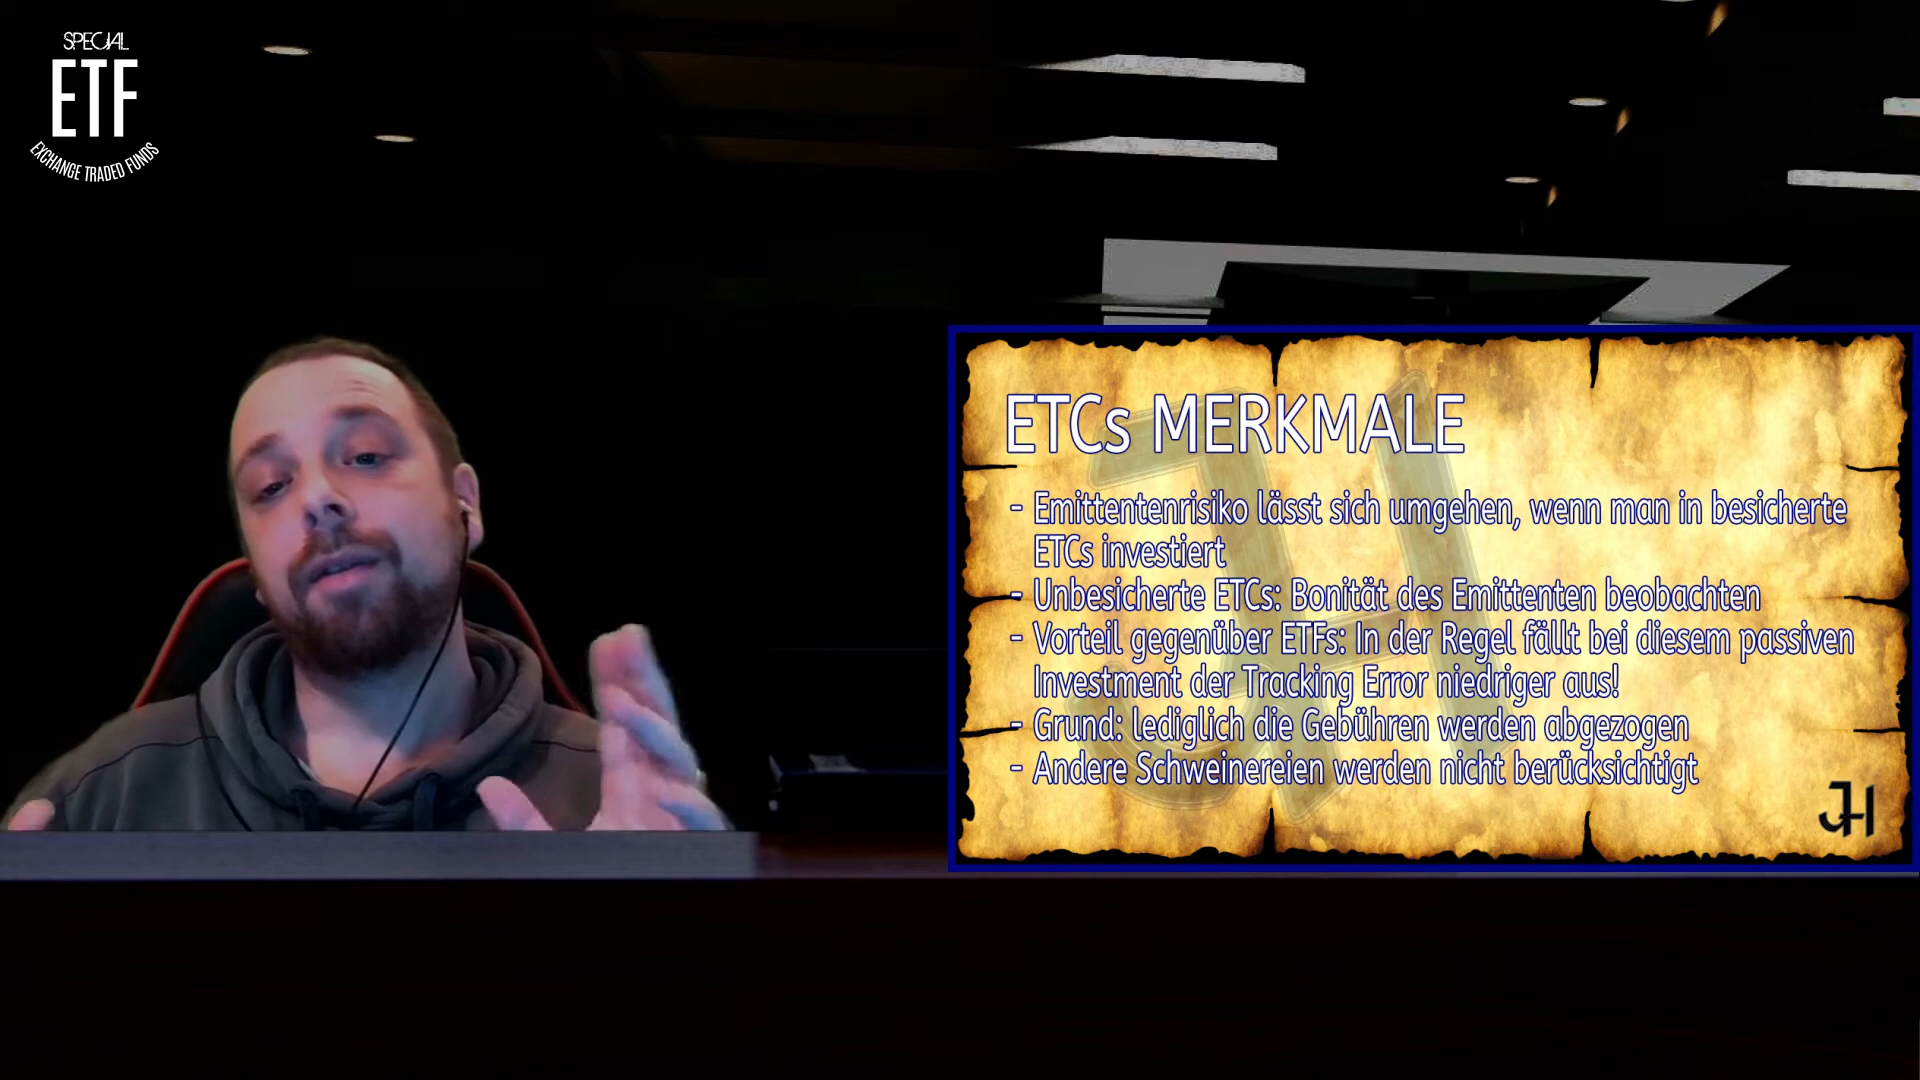 SPECIAL
ETF
EXCHANGE TRADED FUNDS
ETCs MERKMALE
- Emittentenrisiko lässt sich umgehen, wenn man in besicherte
ETCs investiert
- Unbesicherte ETCs: Bonität des Emittenten beobachten
- Vorteil gegenüber ETFs: In der Regel fällt bei diesem passiven
Investment der Tracking Error niedriger aus!
- Grund: lediglich die Gebühren werden abgezogen
- Andere Schweinereien werden nicht berücksichtigt
JH